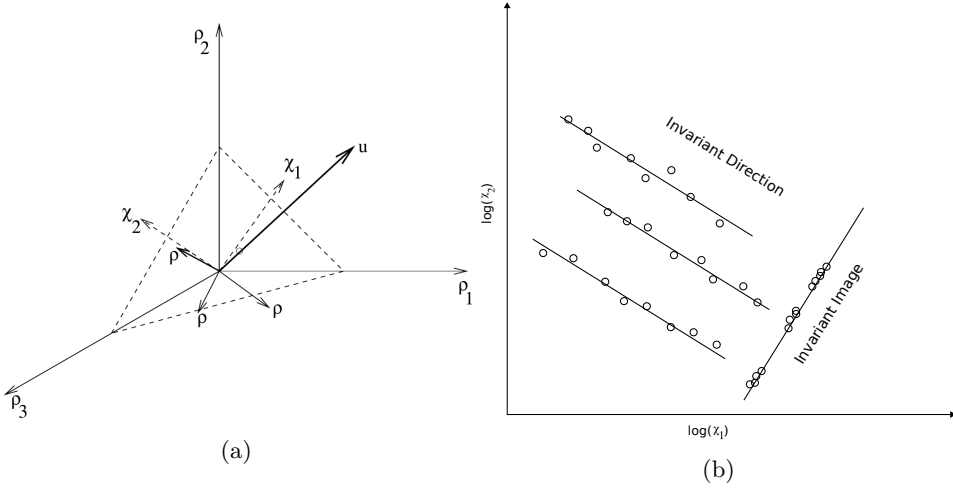 ρ2
u
χ1
χ2
ρ
ρ
ρ
ρ1
ρ3
(a)
log(χ2)
Invariant Direction
Invariant Image
log(χ1)
(b)